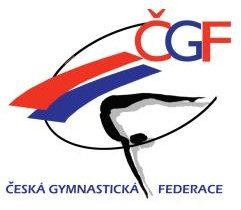 ČGF
ČESKÁ GYMNASTICKÁ FEDERACE